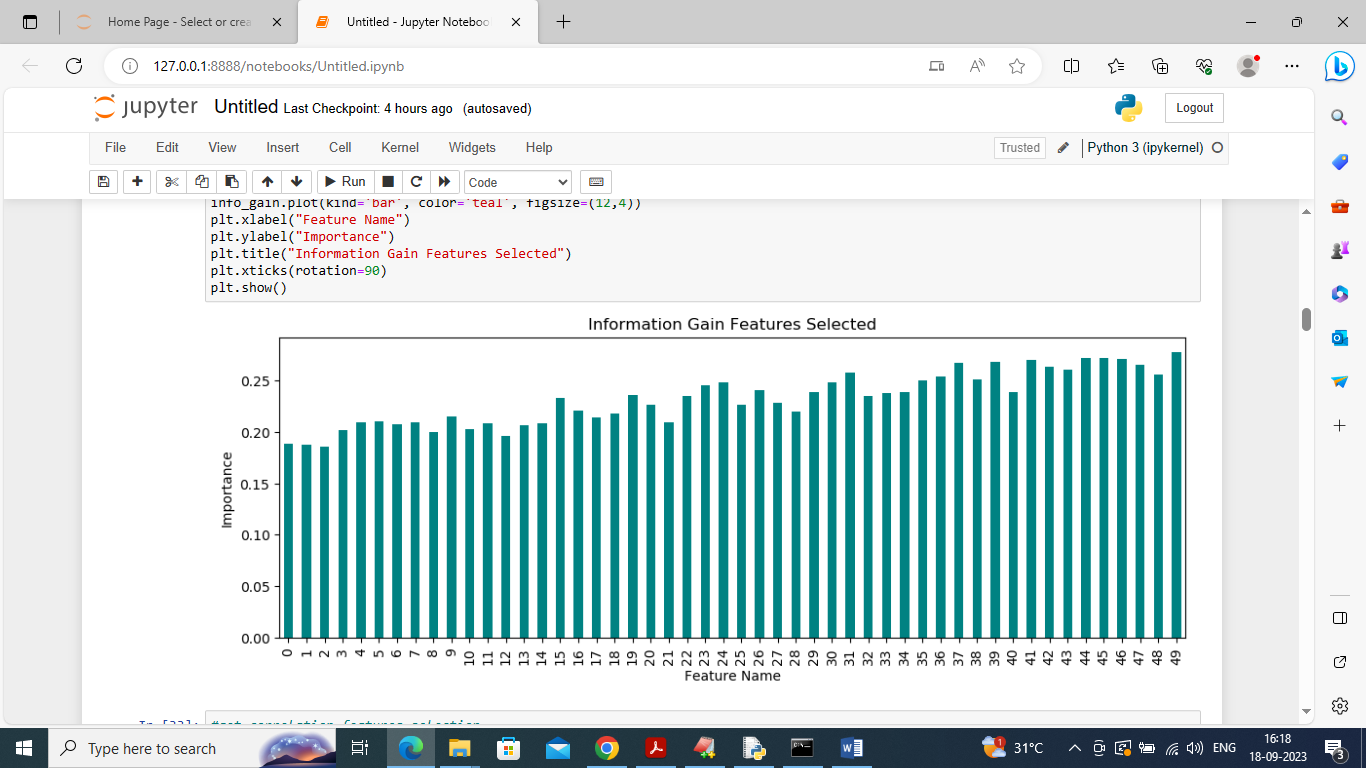 Home Page - Select or crea
Untitled - Jupyter Noteboo
127.0.0.1:8888/notebooks/Untitled.ipynb
jupyter Untitled Last Checkpoint: 4 hours ago (autosaved)
Logout
File Edit View Insert Cell Kernel Widgets Help
Trusted
Python 3 (ipykernel)
Run
Code
info_gain.plot(kind='bar', color='teal', figsize=(12,4))
plt.xlabel("Feature Name")
plt.ylabel("Importance")
plt.title("Information Gain Features Selected")
plt.xticks(rotation=90)
plt.show()
Information Gain Features Selected
Importance
0.25
0.20
0.15
0.10
0.05
0.00
0 1 2 3 4 5 6 7 8 9 10 11 12 13 14 15 16 17 18 19 20 21 22 23 24 25 26 27 28 29 30 31 32 33 34 35 36 37 38 39 40 41 42 43 44 45 46 47 48 49
Feature Name
Type here to search
31°C
ENG
16:18
18-09-2023
3